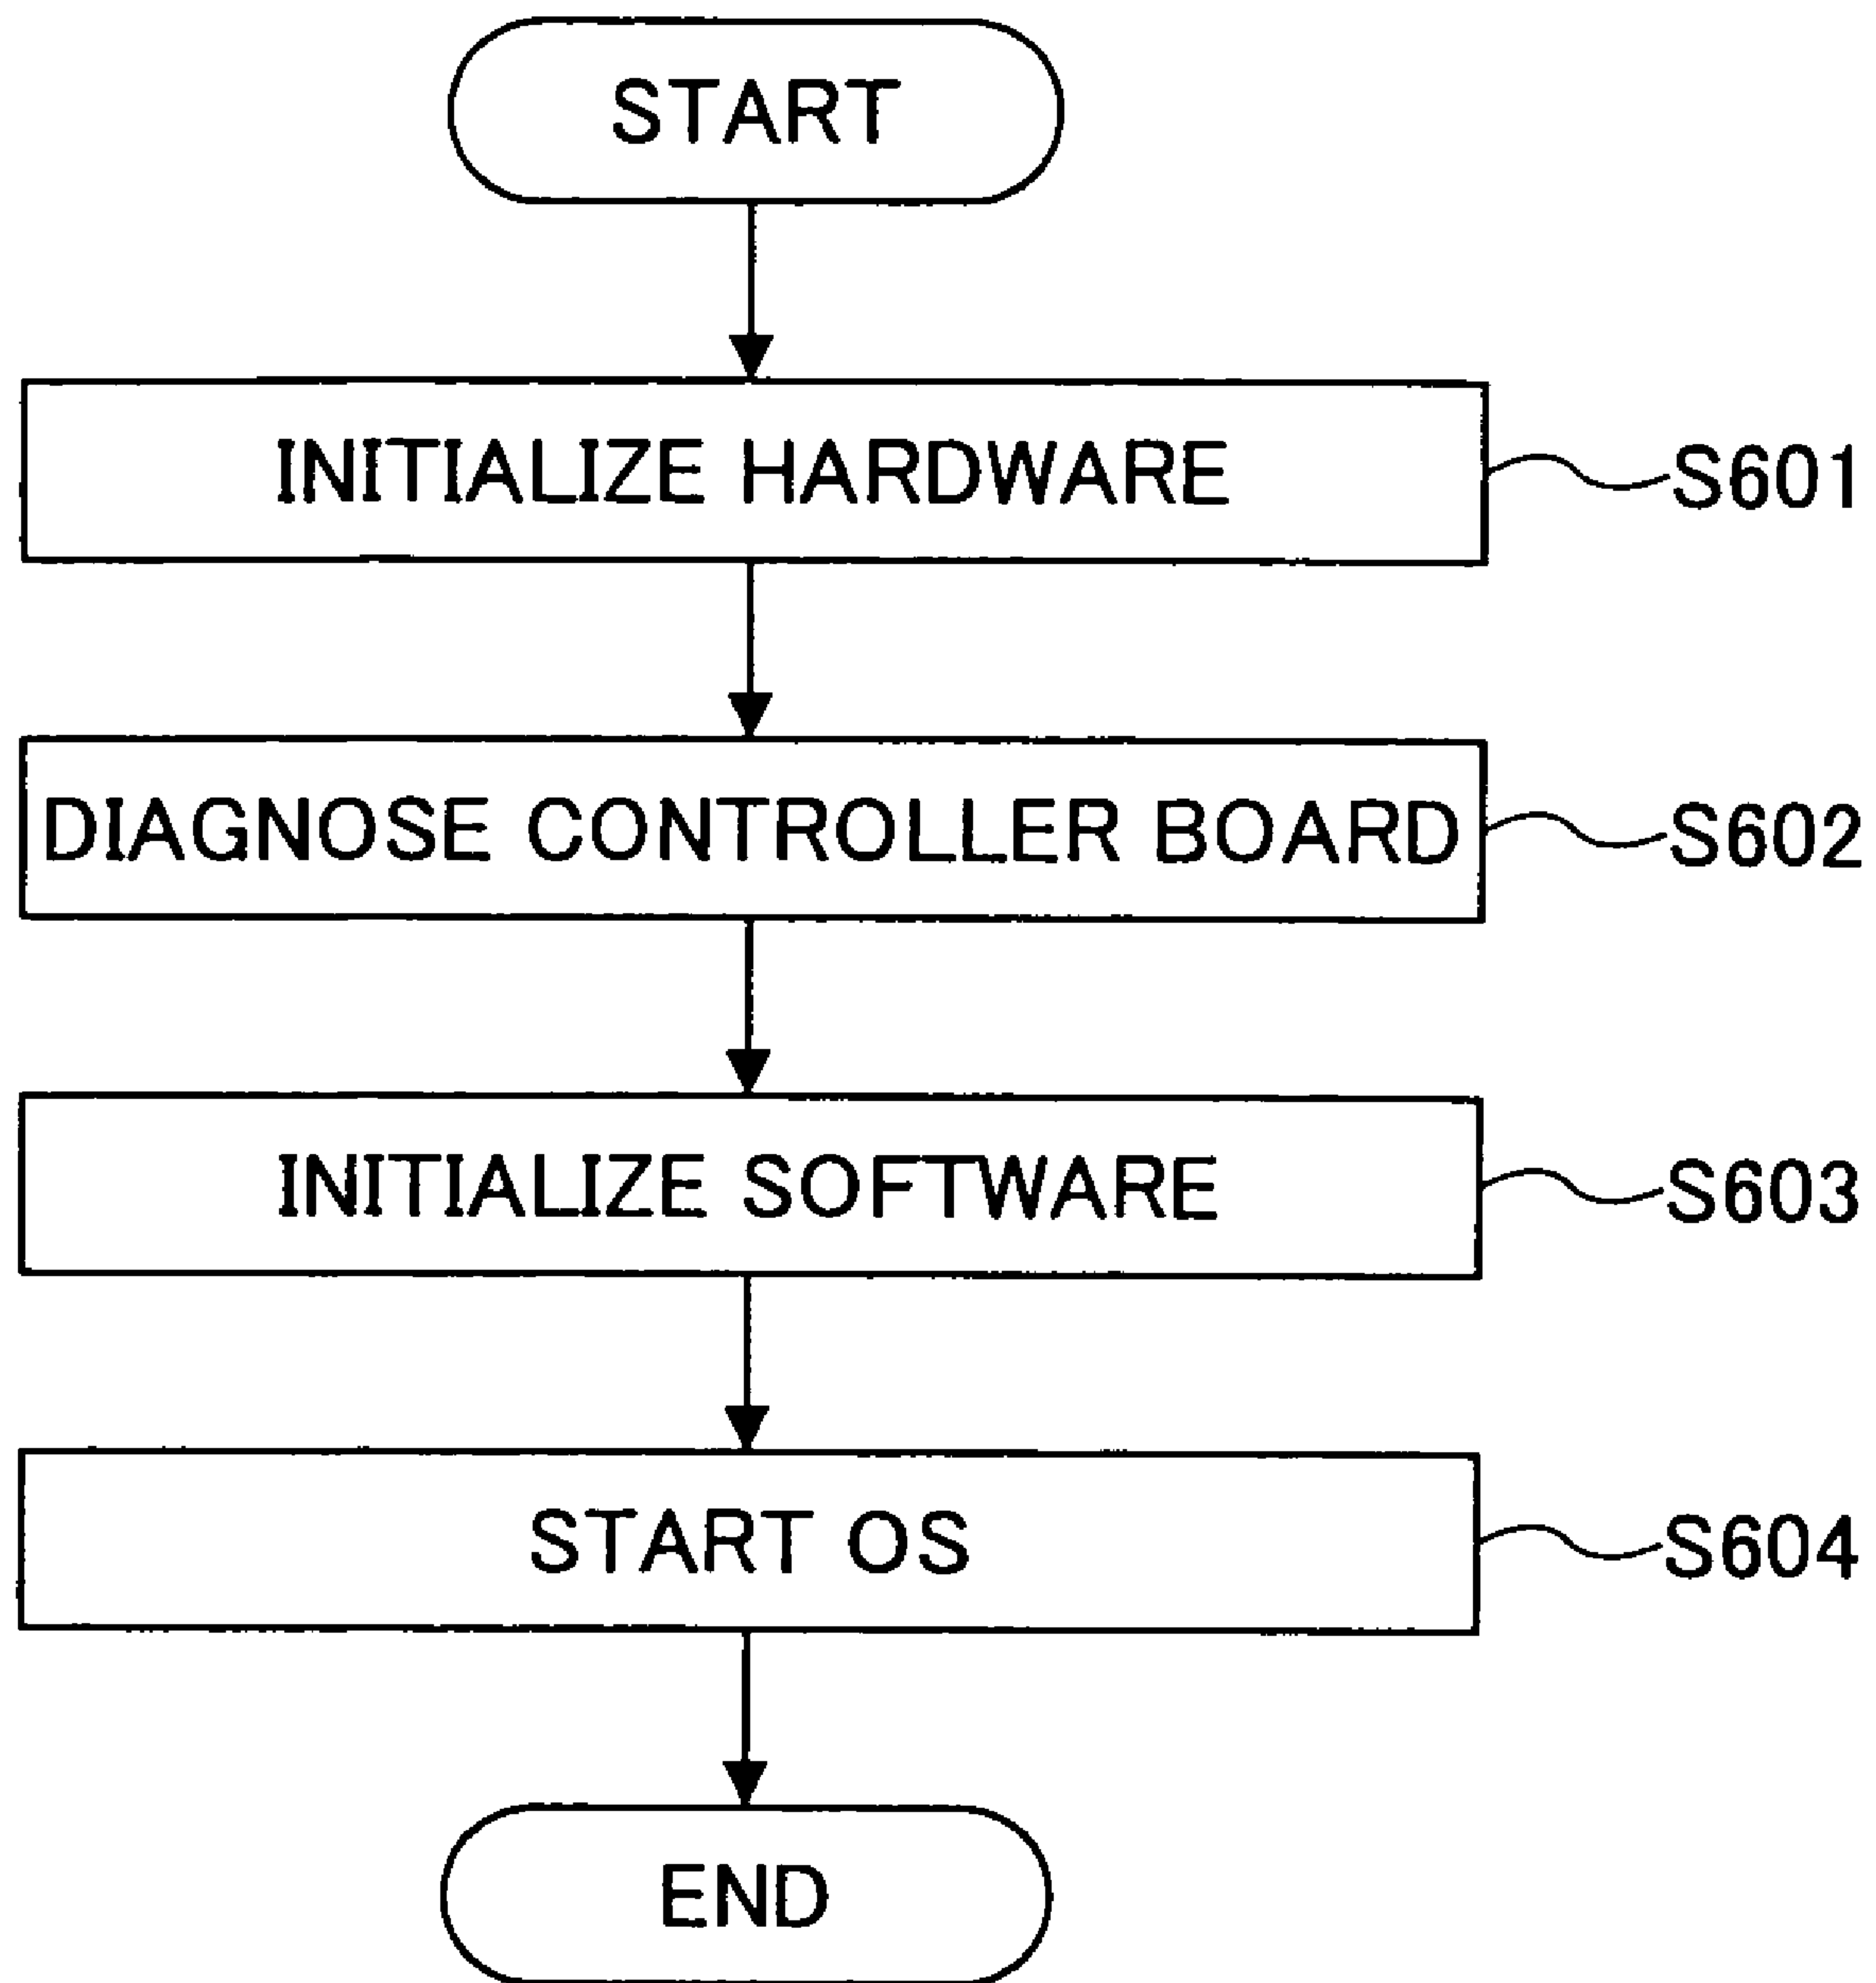 START
INITIALIZE HARDWARE
S601
DIAGNOSE CONTROLLER BOARD
S602
INITIALIZE SOFTWARE
S603
START OS
S604
END